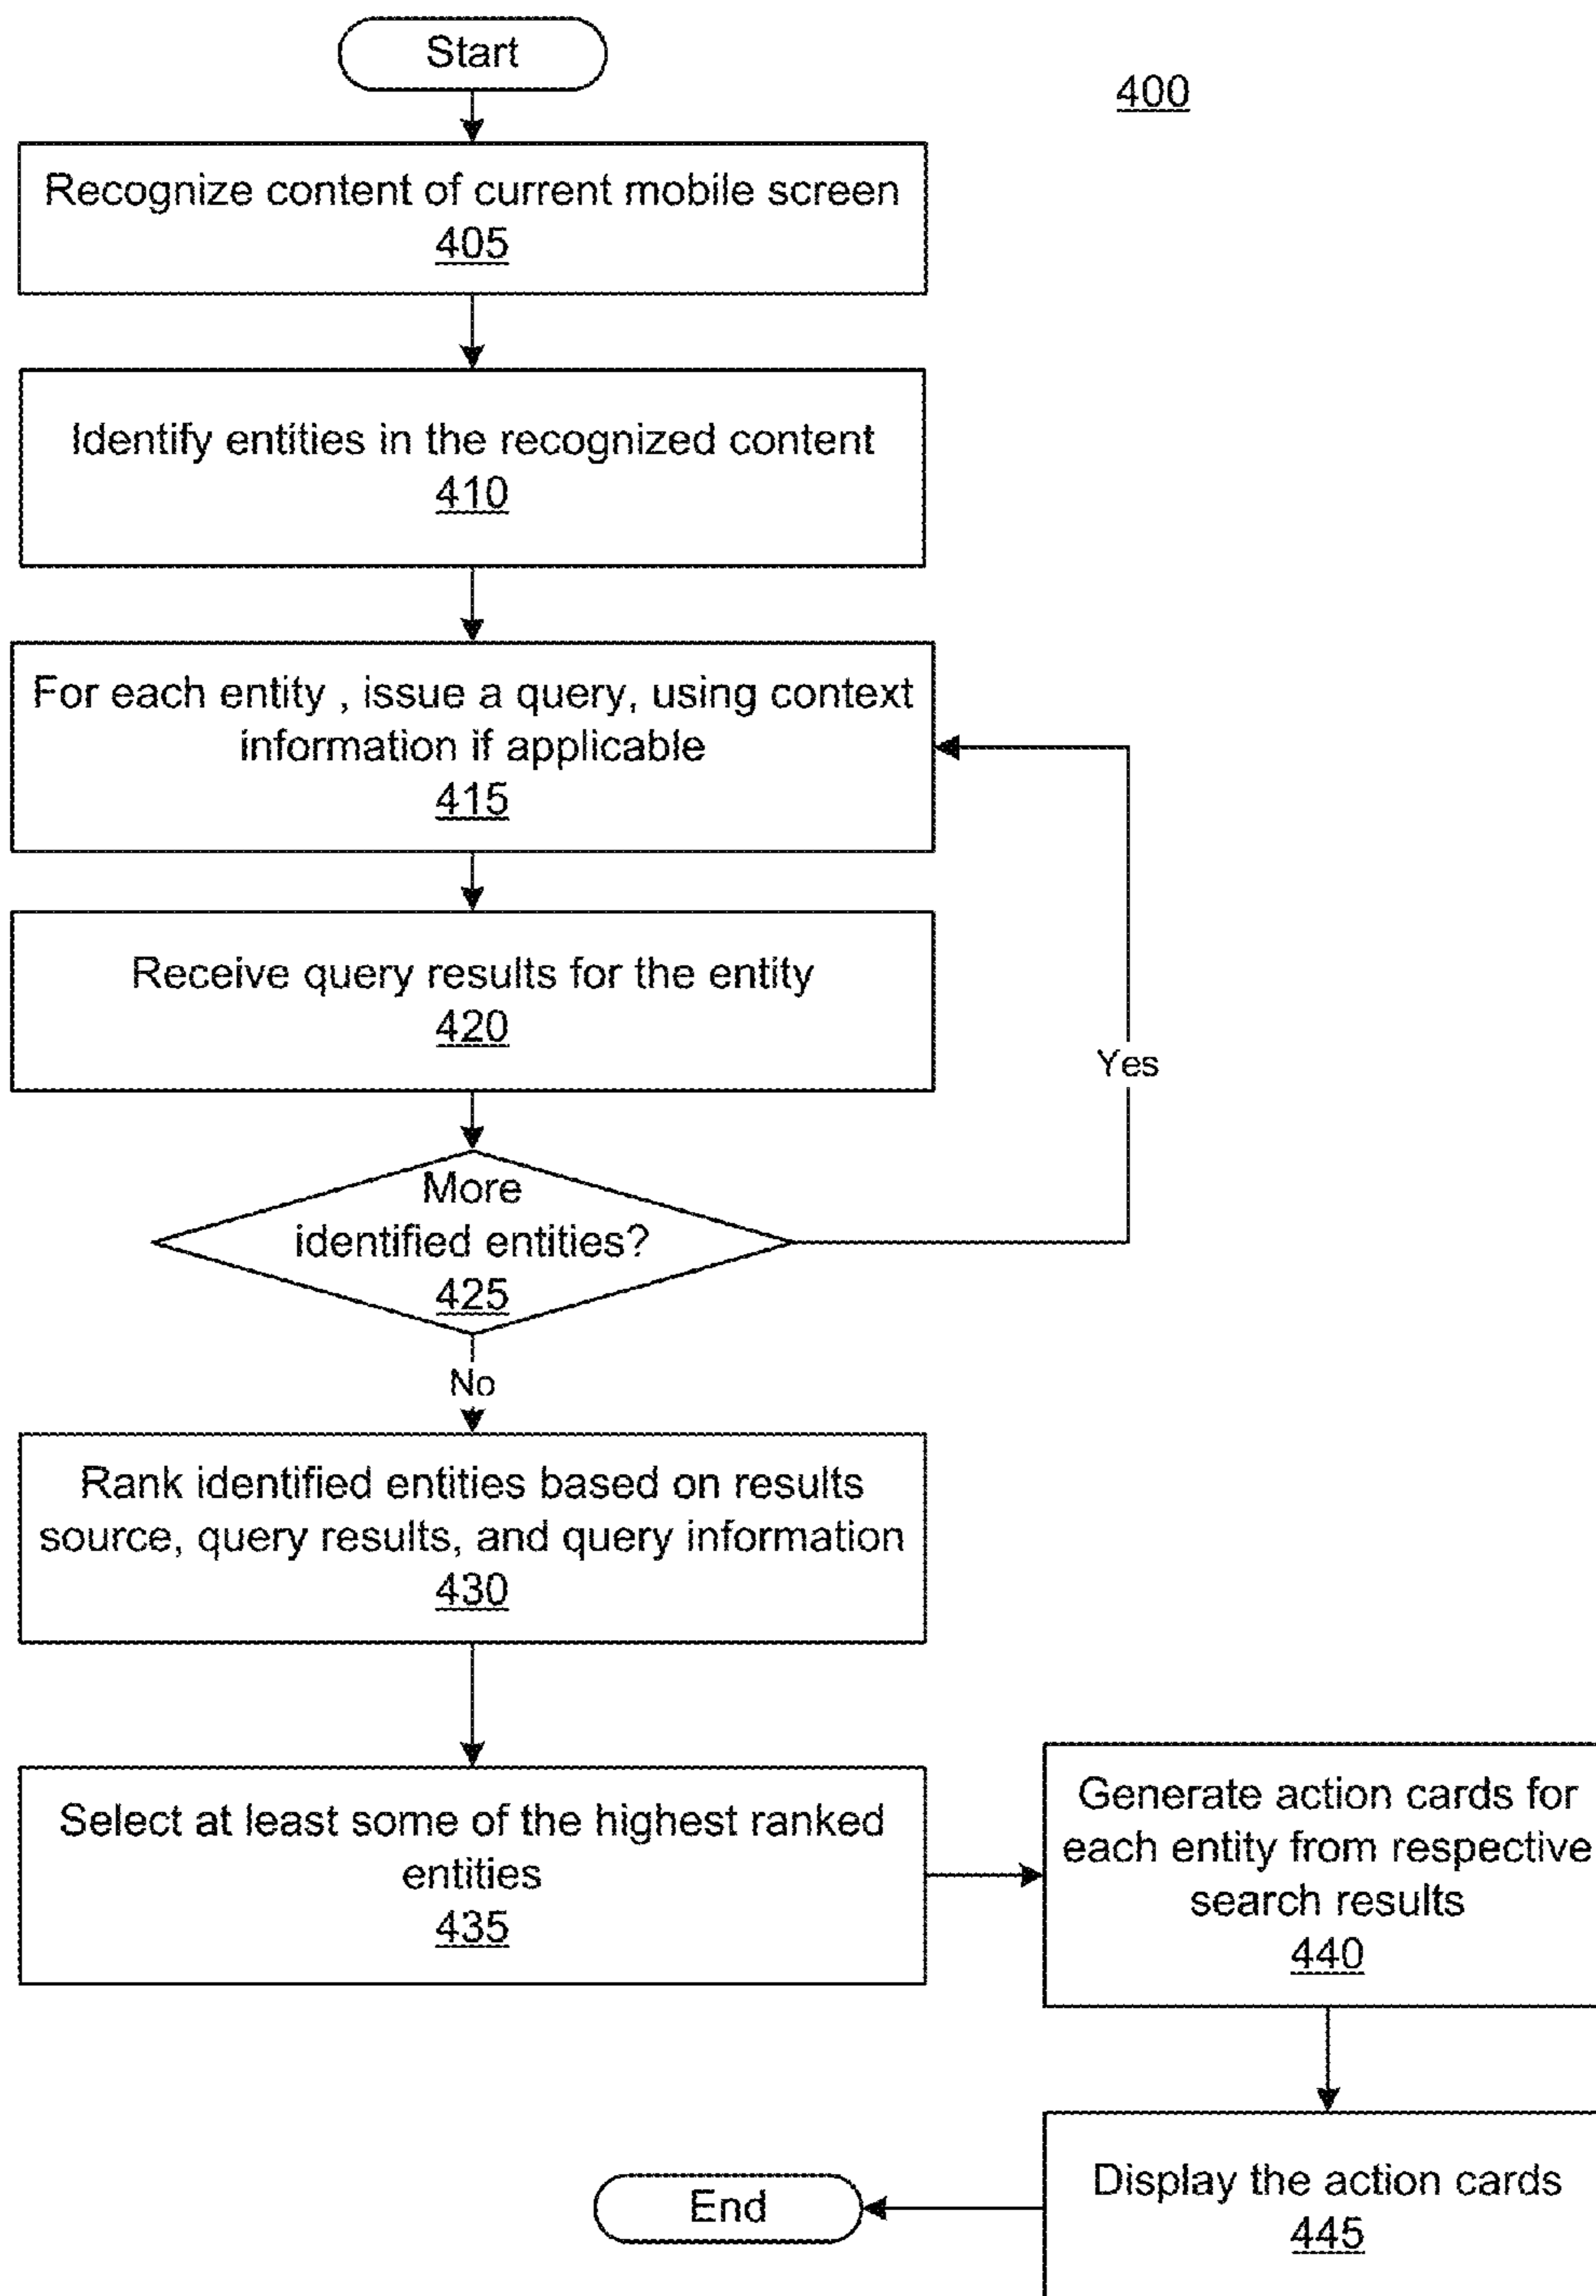 Start
400
Recognize content of current mobile screen
405
Identify entities in the recognized content
410
For each entity , issue a query, using context
information if applicable
415
Receive query results for the entity
420
Yes
More
identified entities?
425
No
Rank identified entities based on results
source, query results, and query information
430
Select at least some of the highest ranked
entities
435
Generate action cards for
each entity from respective
search results
440
Display the action cards
445
End